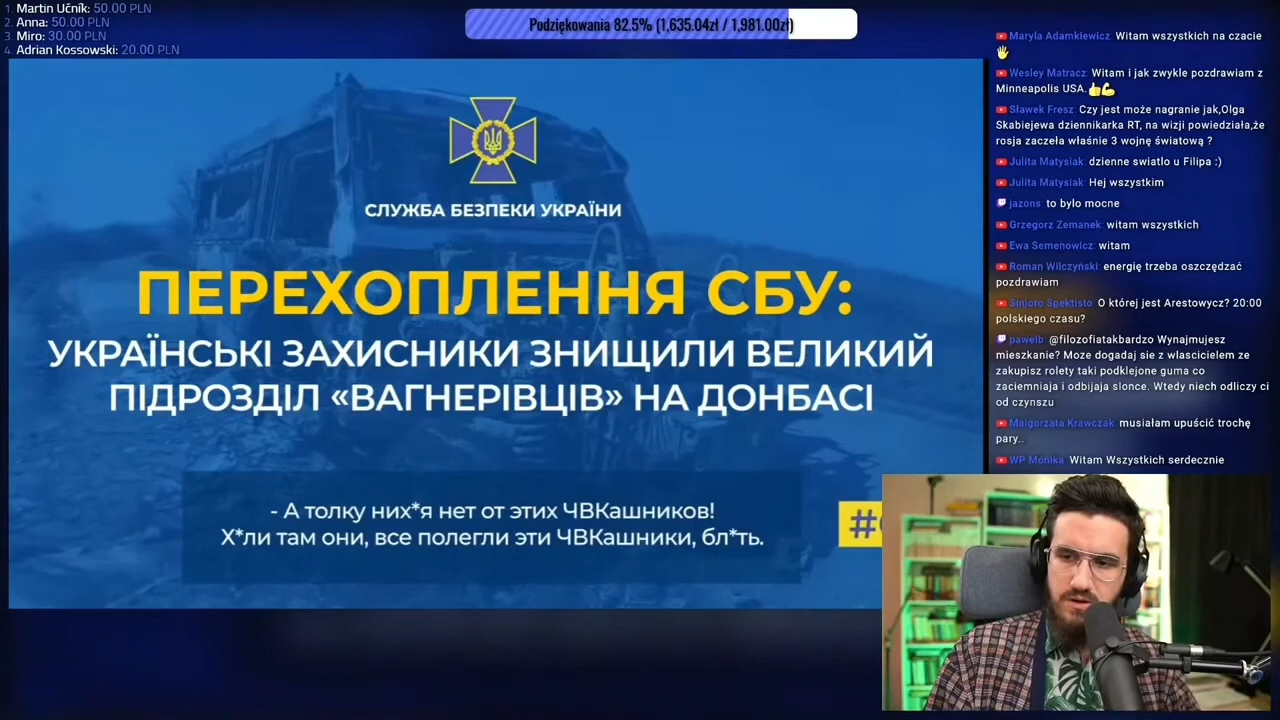 1. Martin Učník: 50.00 PLN
2. Anna: 50.00 PLN
3. Miro: 30.00 PLN
4. Adrian Kossowski: 20.00 PLN
Podziękowania 82.5% (1,635.04zł / 1,981.00zł)
СЛУЖБА БЕЗПЕКИ УКРАЇНИ
ПЕРЕХОПЛЕННЯ СБУ:
УКРАЇНСЬКІ ЗАХИСНИКИ ЗНИЩИЛИ ВЕЛИКИЙ
ПІДРОЗДІЛ «ВАГНЕРІВЦІВ» НА ДОНБАСІ
- А толку них*я нет от этих ЧВКашников!
Х*ли там они, все полегли эти ЧВКашники, бл*ть.
#
Maryla Adamkiewicz: Witam wszystkich na czacie
Wesley Matracz: Witam i jak zwykle pozdrawiam z
Minneapolis USA.
Sławek Fresz: Czy jest może nagranie jak,Olga
Skabiejewa dziennikarka RT, na wizji powiedziała,że
rosja zaczeła właśnie 3 wojnę światową ?
Julita Matysiak: dzienne swiatlo u Filipa :)
Julita Matysiak: Hej wszystkim
jazons: to bylo mocne
Grzegorz Zemanek: witam wszystkich
Ewa Semenowicz: witam
Roman Wilczyński: energię trzeba oszczędzać
pozdrawiam
Sinjoro Spektisto: O której jest Arestowycz? 20:00
polskiego czasu?
pawelb: @filozofiatakbardzo Wynajmujesz
mieszkanie? Moze dogadaj sie z wlascicielem ze
zakupisz rolety taki podklejone guma co
zaciemniaja i odbijaja slonce. Wtedy niech odliczy ci
od czynszu
Malgorzata Krawczak: musiałam upuścić trochę
pary..
WP Monika: Witam Wszystkich serdecznie